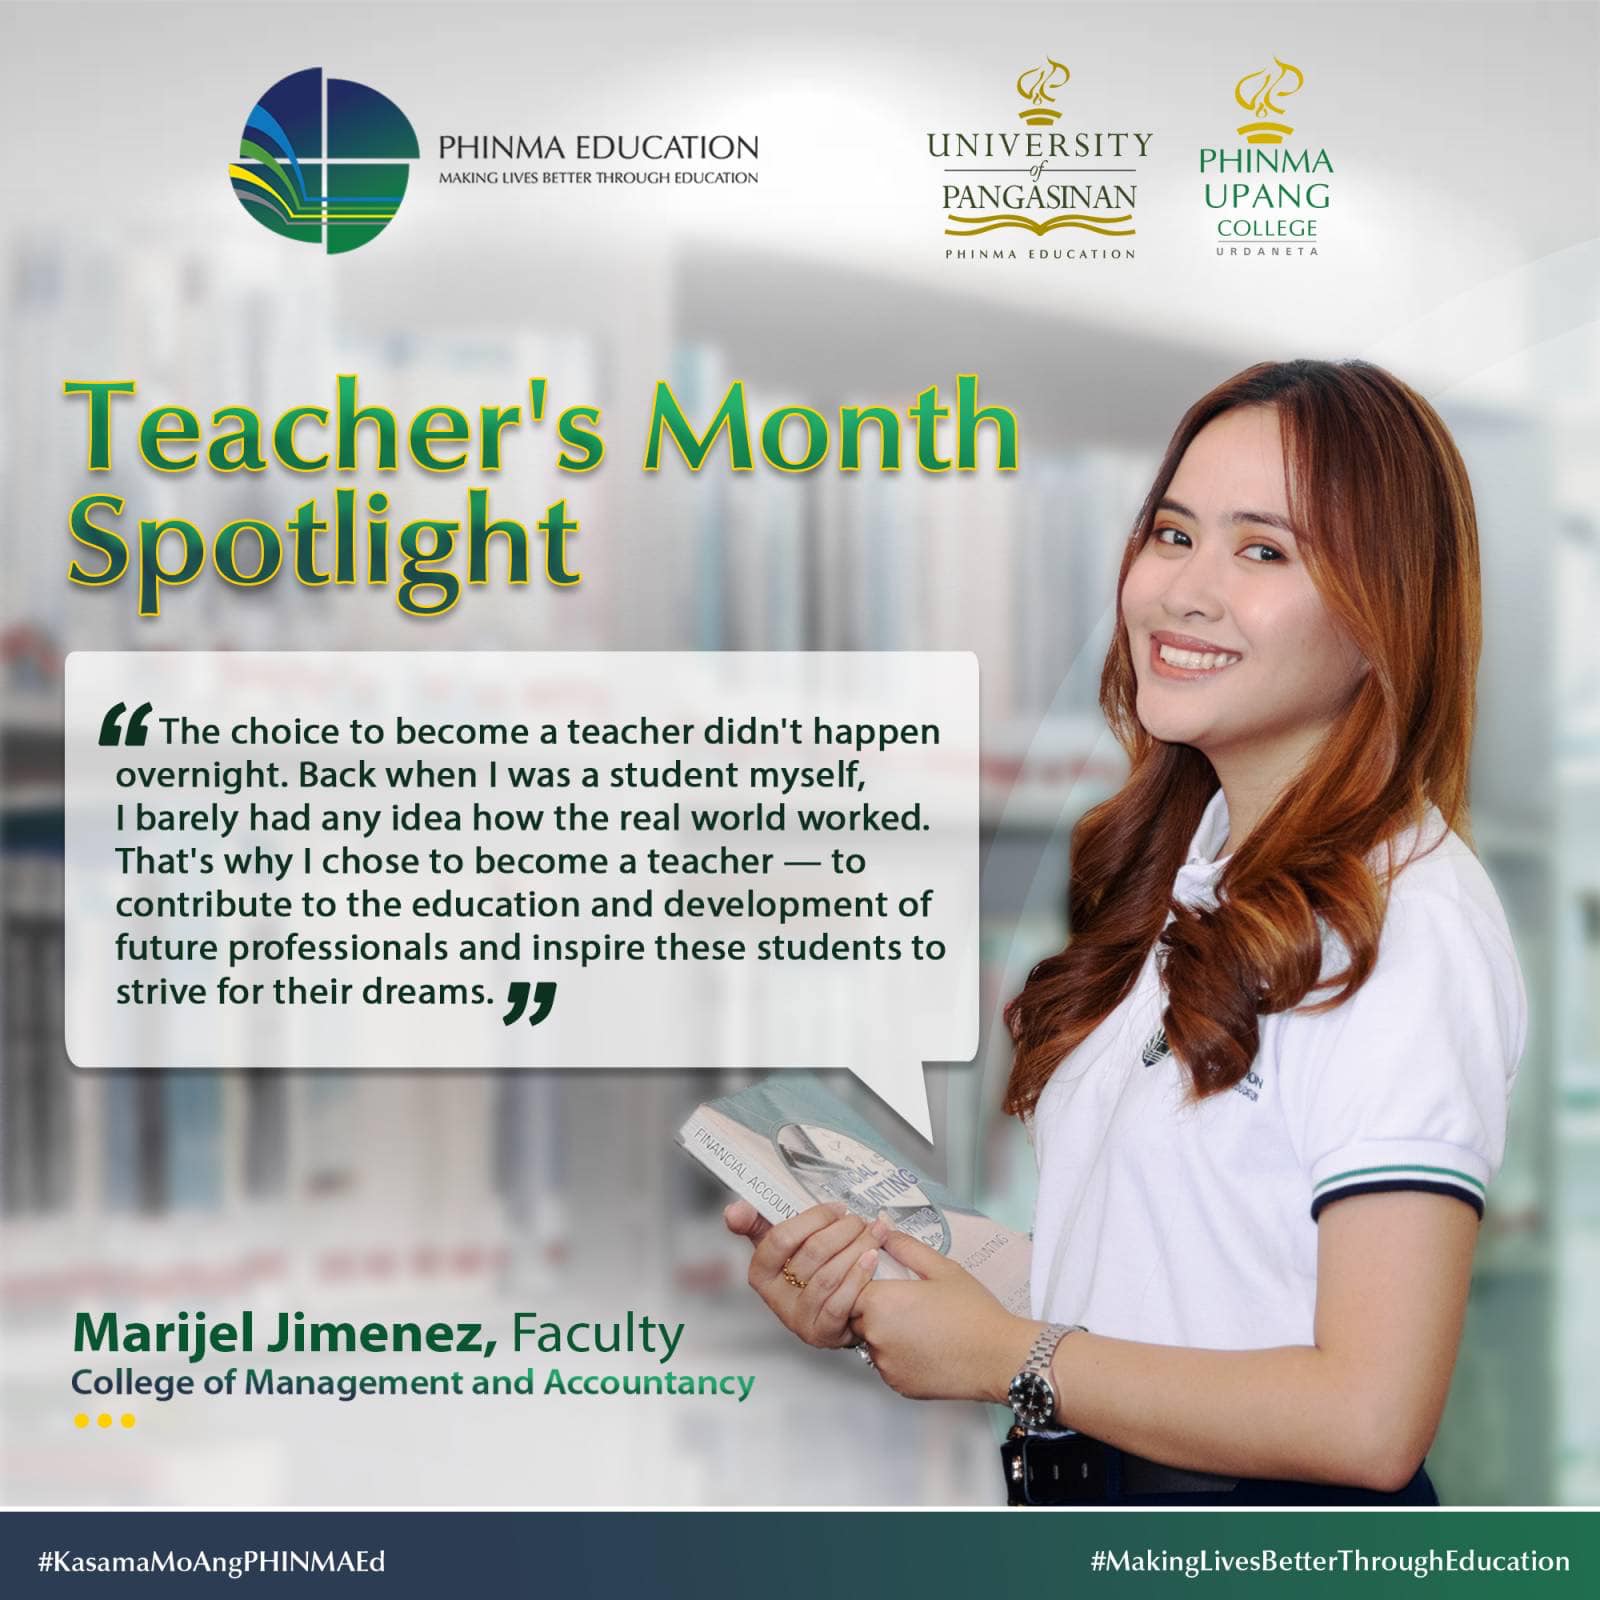 PHINMA EDUCATION
MAKING LIVES BETTER THROUGH EDUCATION
UNIVERSITY
of
PANGASINAN
PHINMA EDUCATION
PHINMA
UPANG
COLLEGE
URDANETA
Teacher's Month
Spotlight
“ The choice to become a teacher didn't happen
overnight. Back when I was a student myself,
I barely had any idea how the real world worked.
That's why I chose to become a teacher — to
contribute to the education and development of
future professionals and inspire these students to
strive for their dreams. ”
FINANCIAL ACCOUNT
Marijel Jimenez, Faculty
College of Management and Accountancy
#KasamaMoAngPHINMAEd
#MakingLivesBetterThroughEducation